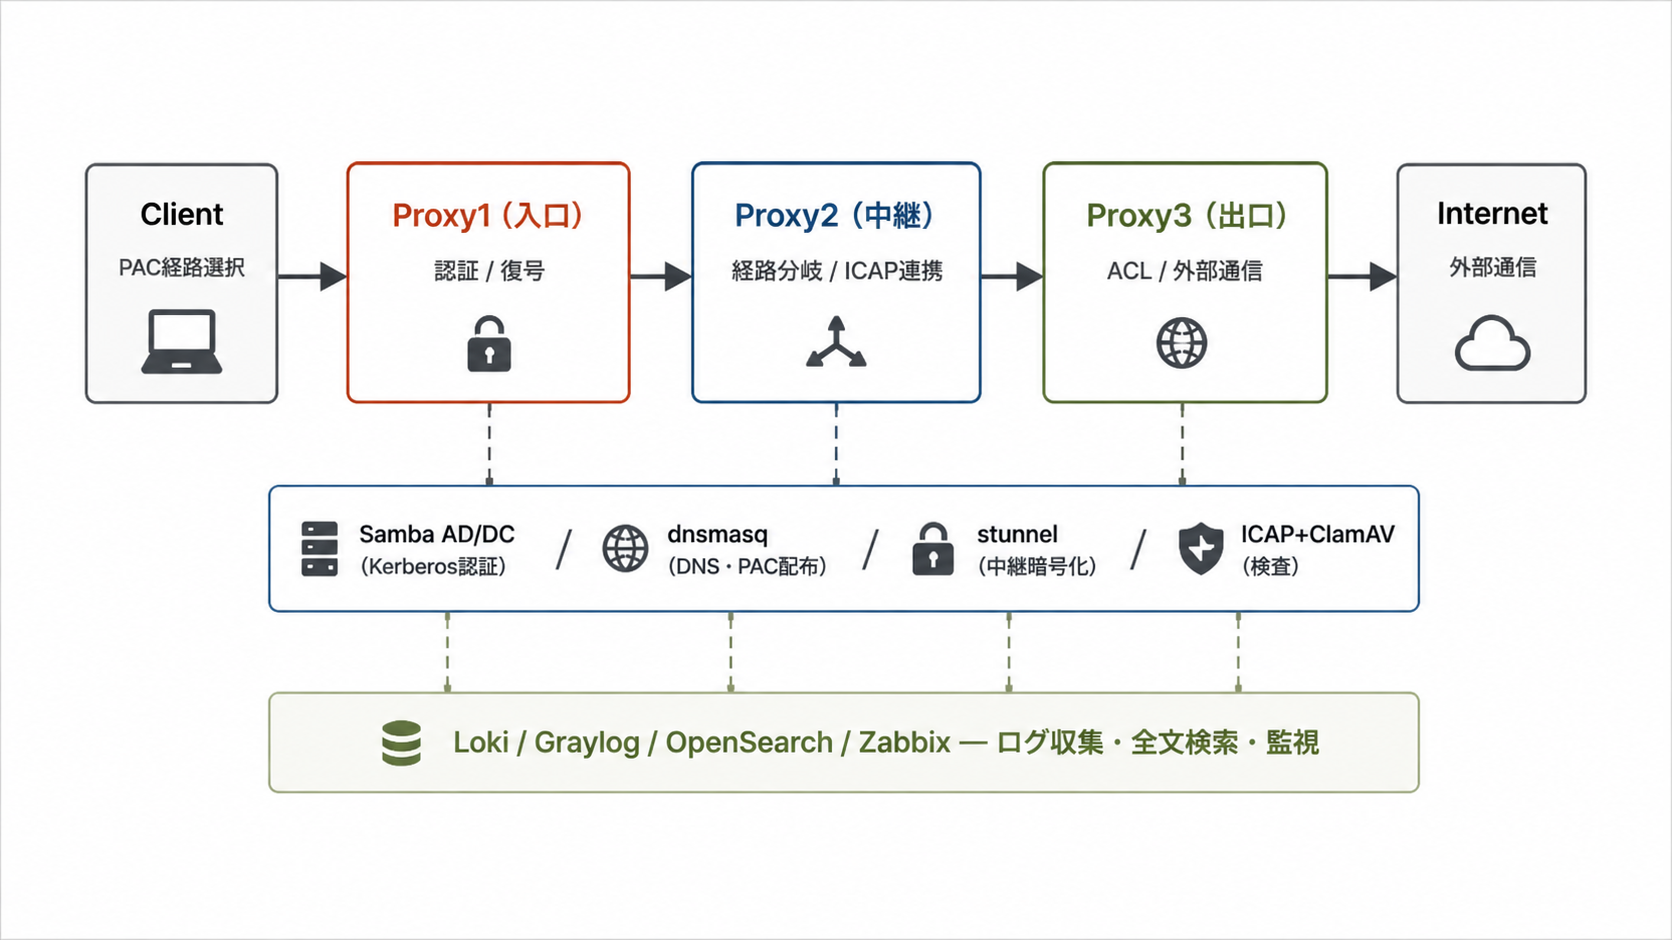 Client
PAC経路選択
Proxy1（入口）
認証 / 復号
Proxy2（中継）
経路分岐 / ICAP連携
Proxy3（出口）
ACL / 外部通信
Internet
外部通信
Samba AD/DC
（Kerberos認証）
/
dnsmasq
（DNS・PAC配布）
/
stunnel
（中継暗号化）
/
ICAP+ClamAV
（検査）
Loki / Graylog / OpenSearch / Zabbix — ログ収集・全文検索・監視